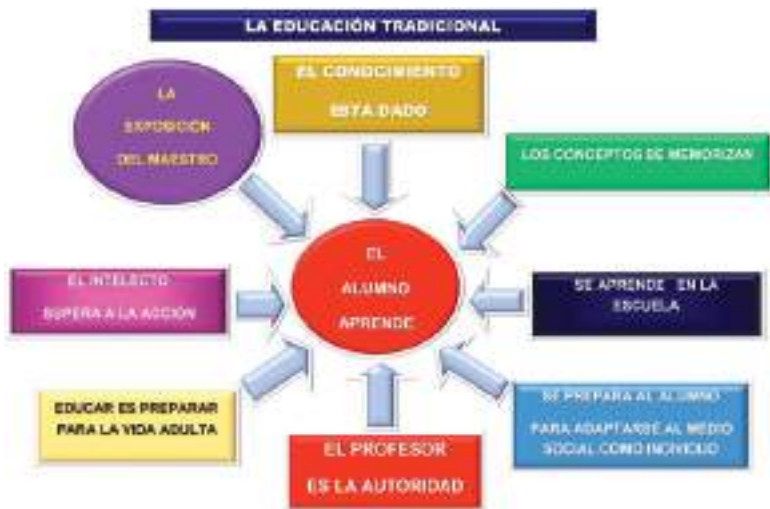 LA EDUCACIÓN TRADICIONAL
LA
EXPOSICIÓN
DEL MAESTRO
EL CONOCIMIENTO
ESTA DADO
LOS CONCEPTOS SE MEMORIZAN
EL INTELECTO
SUPERA A LA ACCIÓN
EL
ALUMNO
APRENDE
SE APRENDE EN LA
ESCUELA
EDUCAR ES PREPARAR
PARA LA VIDA ADULTA
EL PROFESOR
ES LA AUTORIDAD
SE PREPARA AL ALUMNO
PARA ADAPTARSE AL MEDIO
SOCIAL COMO INDIVIDUO